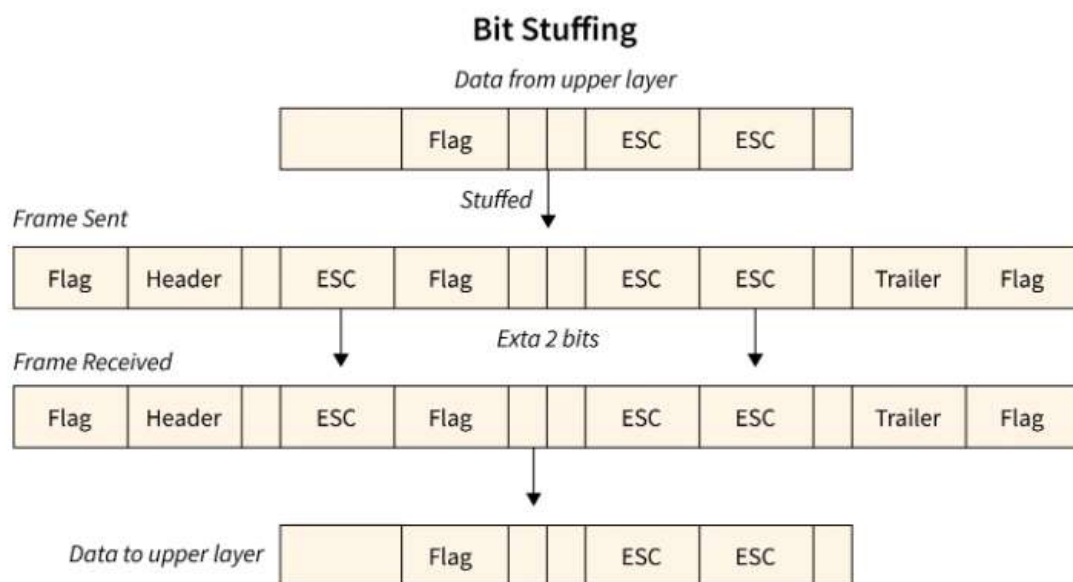 Bit Stuffing
Data from upper layer
Flag ESC ESC
Stuffed
Frame Sent
Flag Header ESC Flag ESC ESC Trailer Flag
Exta 2 bits
Frame Received
Flag Header ESC Flag ESC ESC Trailer Flag
Data to upper layer Flag ESC ESC